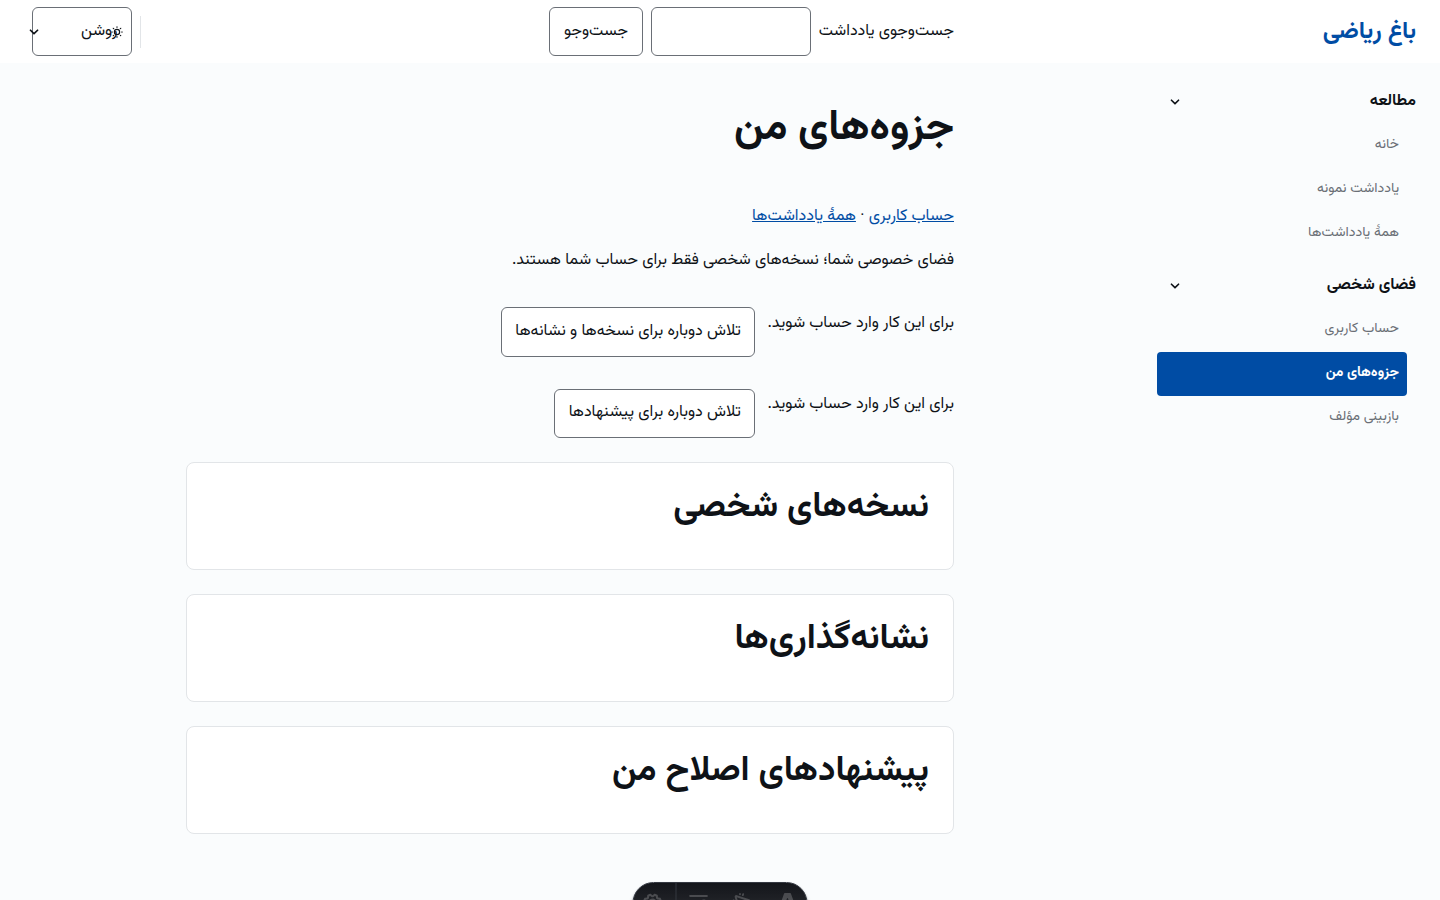 باغ ریاضی
جست‌وجوی یادداشت
جست‌وجو
روشن
مطالعه
خانه
یادداشت نمونه
همهٔ یادداشت‌ها
فضای شخصی
حساب کاربری
جزوه‌های من
بازبینی مؤلف
جزوه‌های من
حساب کاربری · همهٔ یادداشت‌ها
فضای خصوصی شما؛ نسخه‌های شخصی فقط برای حساب شما هستند.
برای این کار وارد حساب شوید. تلاش دوباره برای نسخه‌ها و نشانه‌ها
برای این کار وارد حساب شوید. تلاش دوباره برای پیشنهادها
نسخه‌های شخصی
نشانه‌گذاری‌ها
پیشنهادهای اصلاح من